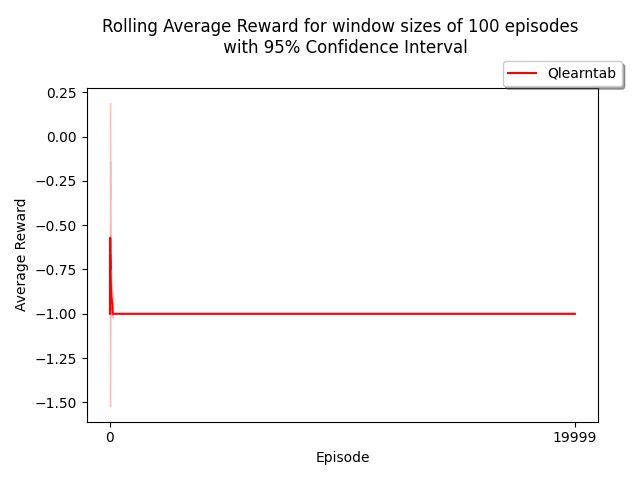 Rolling Average Reward for window sizes of 100 episodes
with 95% Confidence Interval
Qlearntab
0.25
0.00
−0.25
−0.50
−0.75
−1.00
−1.25
−1.50
Average Reward
0
19999
Episode